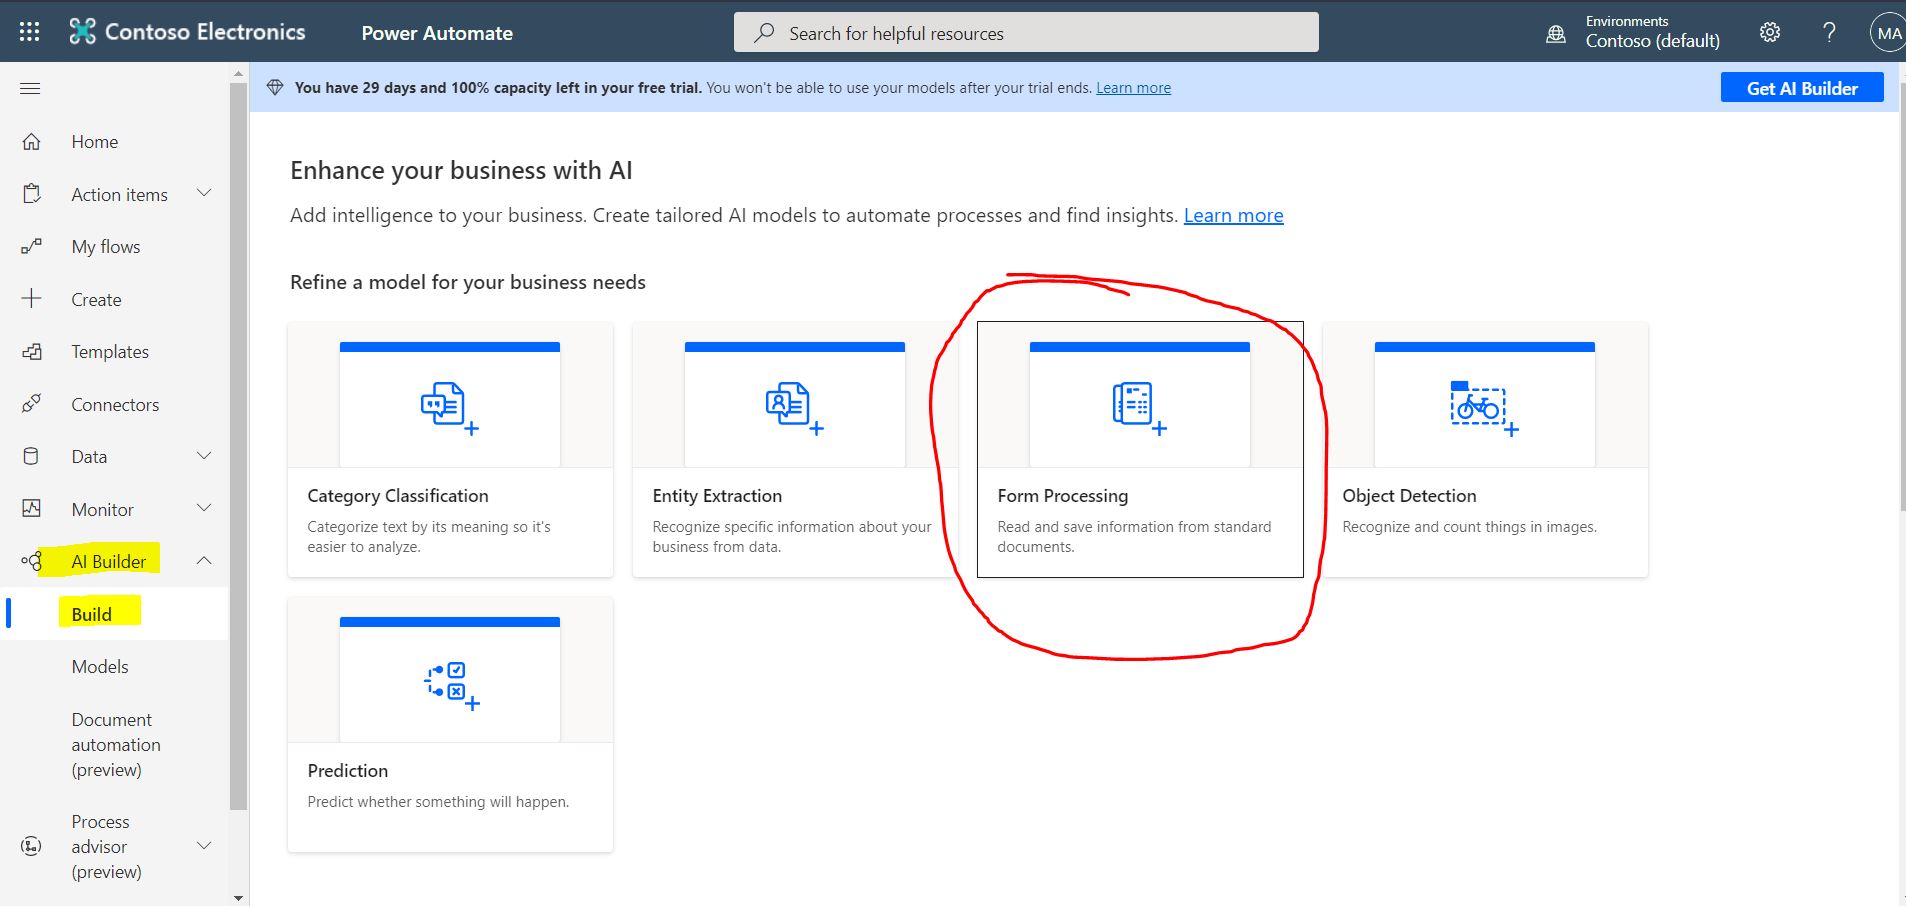 Contoso Electronics
Power Automate
Search for helpful resources
Environments
Contoso (default)
?
MA
You have 29 days and 100% capacity left in your free trial. You won't be able to use your models after your trial ends. Learn more
Get AI Builder
Home
Action items
My flows
Create
Templates
Connectors
Data
Monitor
AI Builder
Build
Models
Document
automation
(preview)
Process
advisor
(preview)
Enhance your business with AI
Add intelligence to your business. Create tailored AI models to automate processes and find insights. Learn more
Refine a model for your business needs
Category Classification
Categorize text by its meaning so it's
easier to analyze.
Entity Extraction
Recognize specific information about your
business from data.
Form Processing
Read and save information from standard
documents.
Object Detection
Recognize and count things in images.
Prediction
Predict whether something will happen.